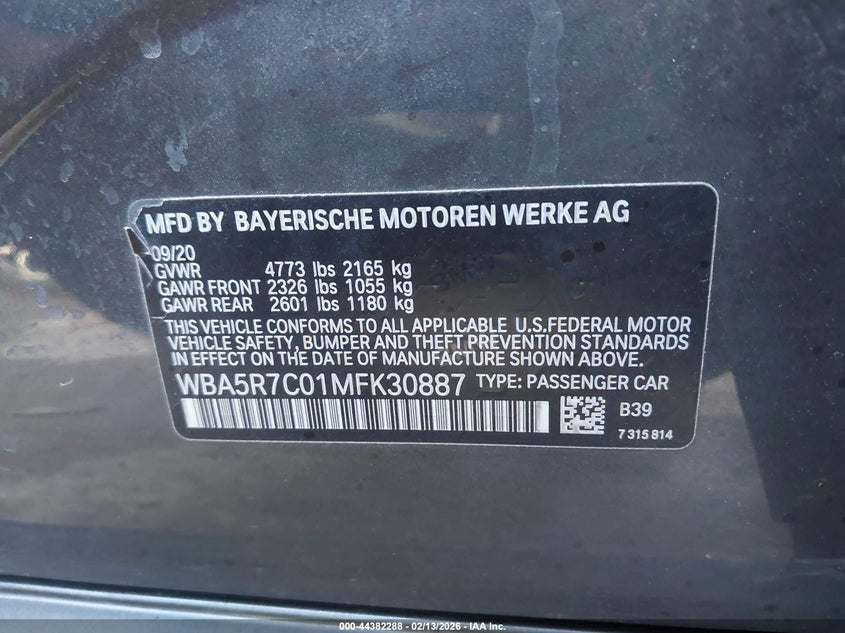 MFD BY BAYERISCHE MOTOREN WERKE AG
09/20
GVWR 4773 lbs 2165 kg
GAWR FRONT 2326 lbs 1055 kg
GAWR REAR 2601 lbs 1180 kg
THIS VEHICLE CONFORMS TO ALL APPLICABLE U.S.FEDERAL MOTOR
VEHICLE SAFETY, BUMPER AND THEFT PREVENTION STANDARDS
IN EFFECT ON THE DATE OF MANUFACTURE SHOWN ABOVE.
WBA5R7C01MFK30887 TYPE: PASSENGER CAR
B39
7 315 814
000-44382288 - 02/13/2026 - IAA Inc.